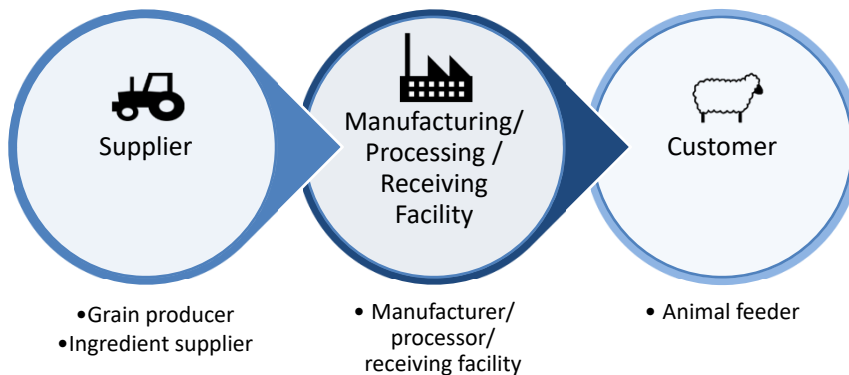 Supplier
Manufacturing/
Processing /
Receiving
Facility
Customer
•Grain producer
•Ingredient supplier
• Manufacturer/
processor/
receiving facility
• Animal feeder